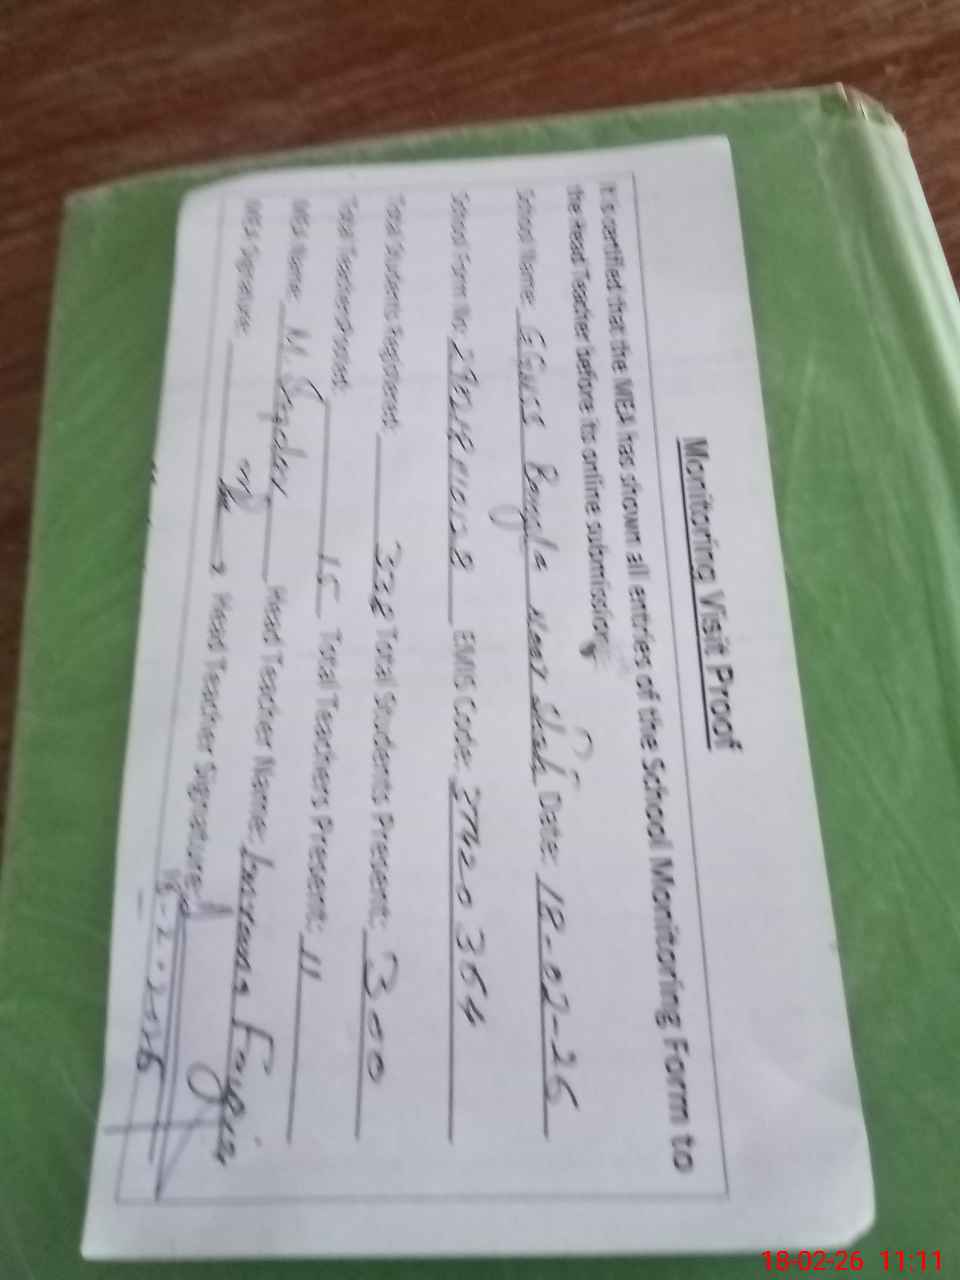 Monitoring Visit Proof
It is certified that the MEA has shown all entries of the School Monitoring Form to
the Head Teacher before its online submission.
School Name: Date: 18-02-26
School Form No: EMIS Code: 37420364
Total Students Registered: 328 Total Students Present: 300
Total Teachers Posted: 15 Total Teachers Present: 11
MEA Name: M. Head Teacher Name:
MEA Signature: Head Teacher Signature:
18-02-26 11:11